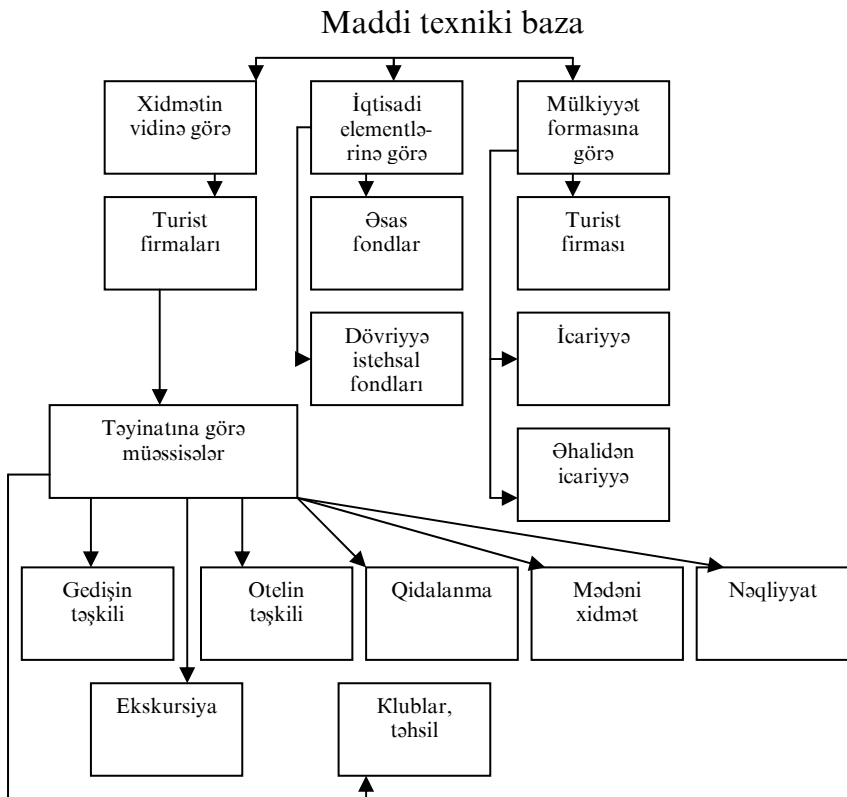 Maddi texniki baza
Xidmətin
vidinə görə
İqtisadi
elementlə-
rinə görə
Mülkiyyət
formasına
görə
Turist
firmaları
Əsas
fondlar
Turist
firması
Dövriyyə
istehsal
fondları
İcariyyə
Təyinatına görə
müəssisələr
Əhalidən
icariyyə
Gedişin
təşkili
Otelin
təşkili
Qidalanma
Mədəni
xidmət
Nəqliyyat
Ekskursiya
Klublar,
təhsil